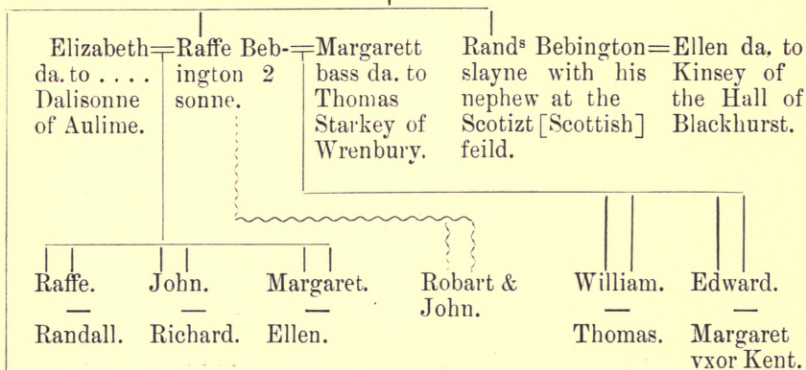 Elizabeth=Raffe Beb-=Margarett
da. to . . . . ington 2 bass da. to
Dalisonne sonne. Thomas
of Aulime. Starkey of
Wrenbury.
Randˢ Bebington=Ellen da. to
slayne with his Kinsey of
nephew at the the Hall of
Scotizt [Scottish] Blackhurst.
feild.
Raffe. John. Margaret. Robart & William. Edward.
John.
Randall. Richard. Ellen. Thomas. Margaret
vxor Kent.